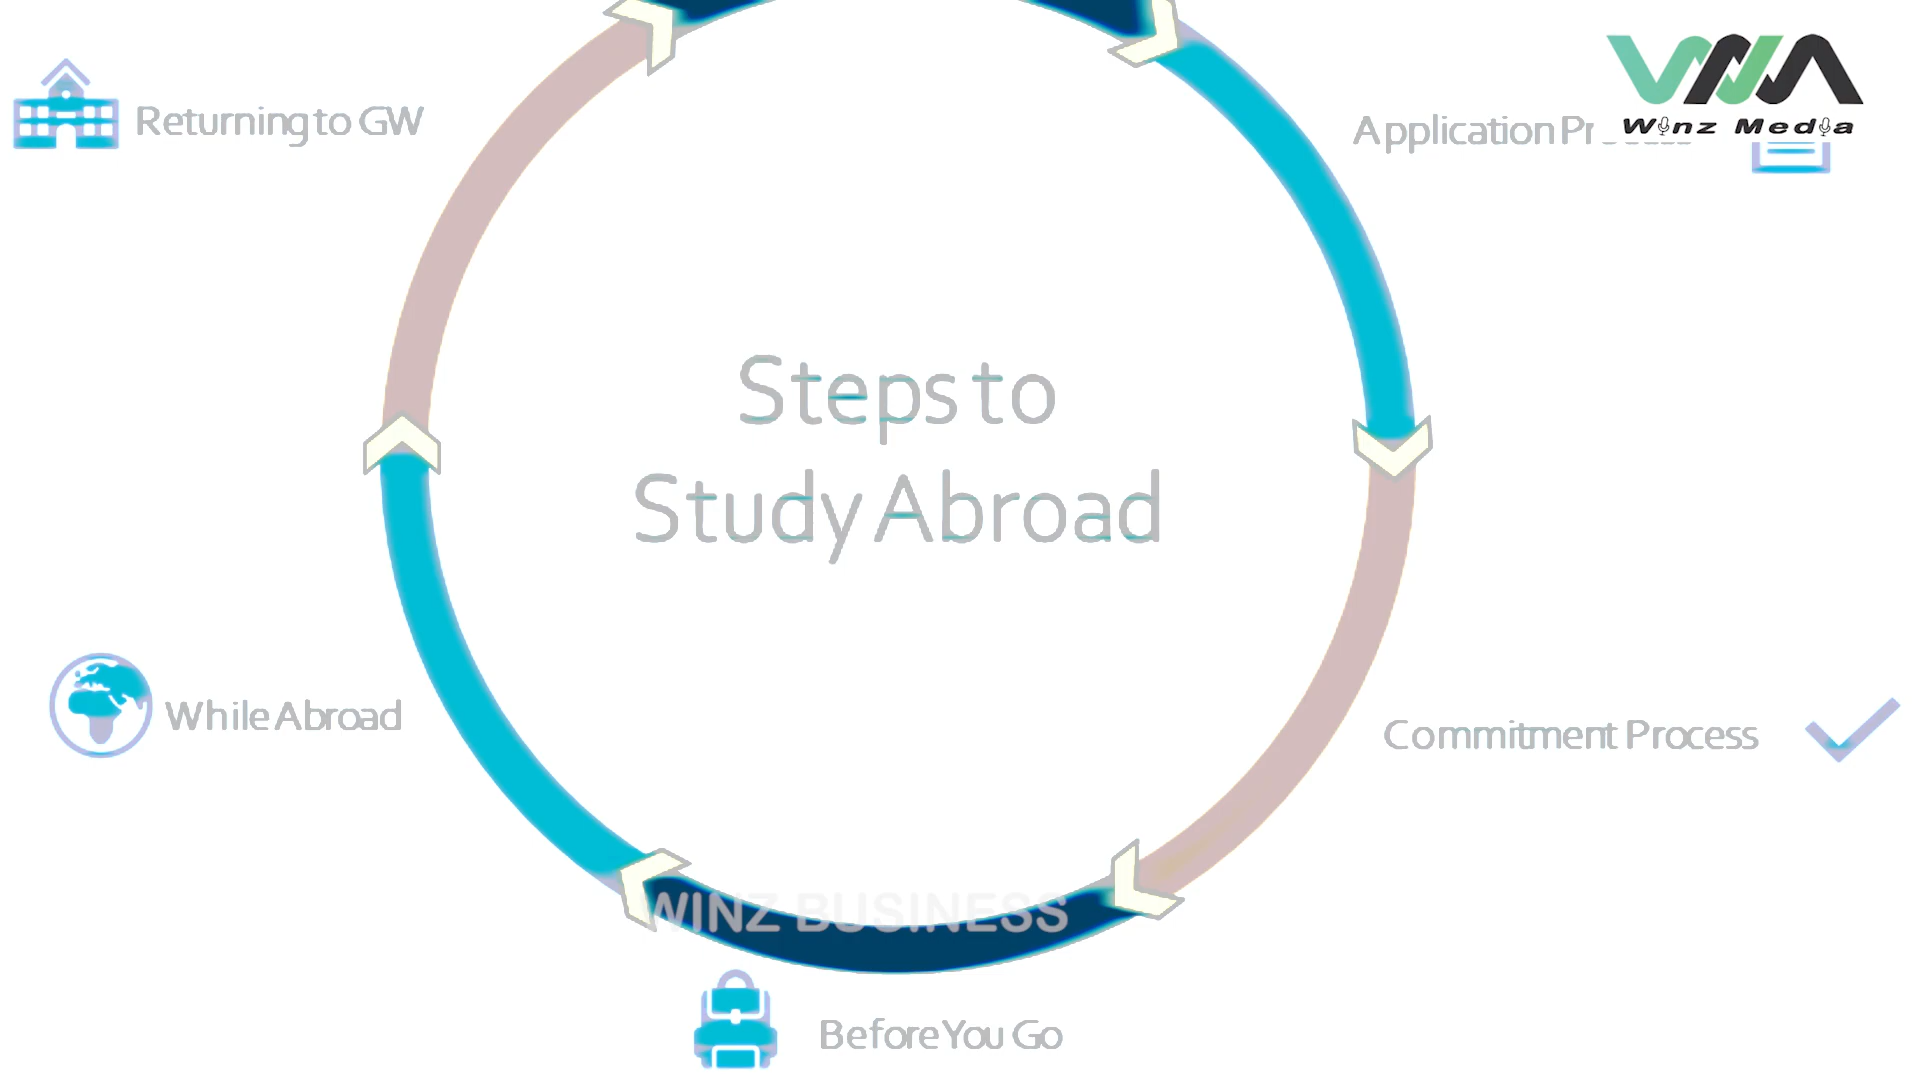 Returning to GW
Application
Winz Media
Steps to
Study Abroad
While Abroad
Commitment Process
WINZ BUSINESS
Before You Go